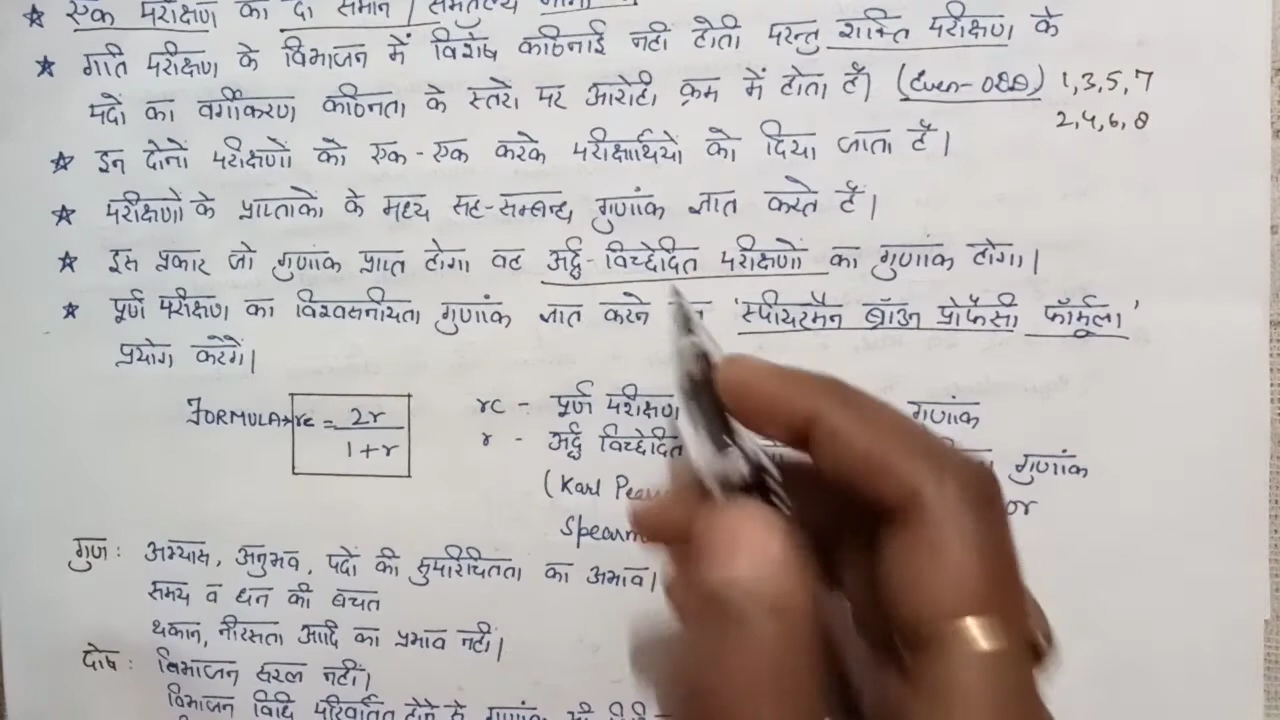 ★ एक परीक्षण को दो समान / समतुल्य
★ गति परीक्षण के विभाजन में विशेष कठिनाई नही होती परन्तु शक्ति परीक्षण के
पदों का वर्गीकरण कठिनता के स्तरो पर आरोही क्रम में होता है। (Even-ODD) 1,3,5,7
2,4,6,8
★ इन दोनों परीक्षणों को एक-एक करके परीक्षार्थियों को दिया जाता है।
★ परीक्षणों के प्राप्तांको के मध्य सह-सम्बन्ध गुणांक ज्ञात करते हैं।
★ इस प्रकार जो गुणांक प्राप्त होगा वह अर्द्ध-विच्छेदित परीक्षणों का गुणांक होगा।
★ पूर्ण परीक्षण का विश्वसनीयता गुणांक ज्ञात करने 'स्पीयरमैन ब्रॉउन प्रोफैसी फॉर्मूला'
प्रयोग करेगें।
FORMULA→ rc = 2r / 1+r
rc - पूर्ण परीक्षण गुणांक
r - अर्द्ध विच्छेदित गुणांक
(Karl or
गुण: अभ्यास, अनुभव, पदों की सुपरिचितता का अभाव।
समय व धन की बचत
थकान, नीरसता आदि का प्रभाव नहीं।
दोष: विभाजन सरल नहीं।
विभाजन विधि परिवर्तित होने से गुणांक